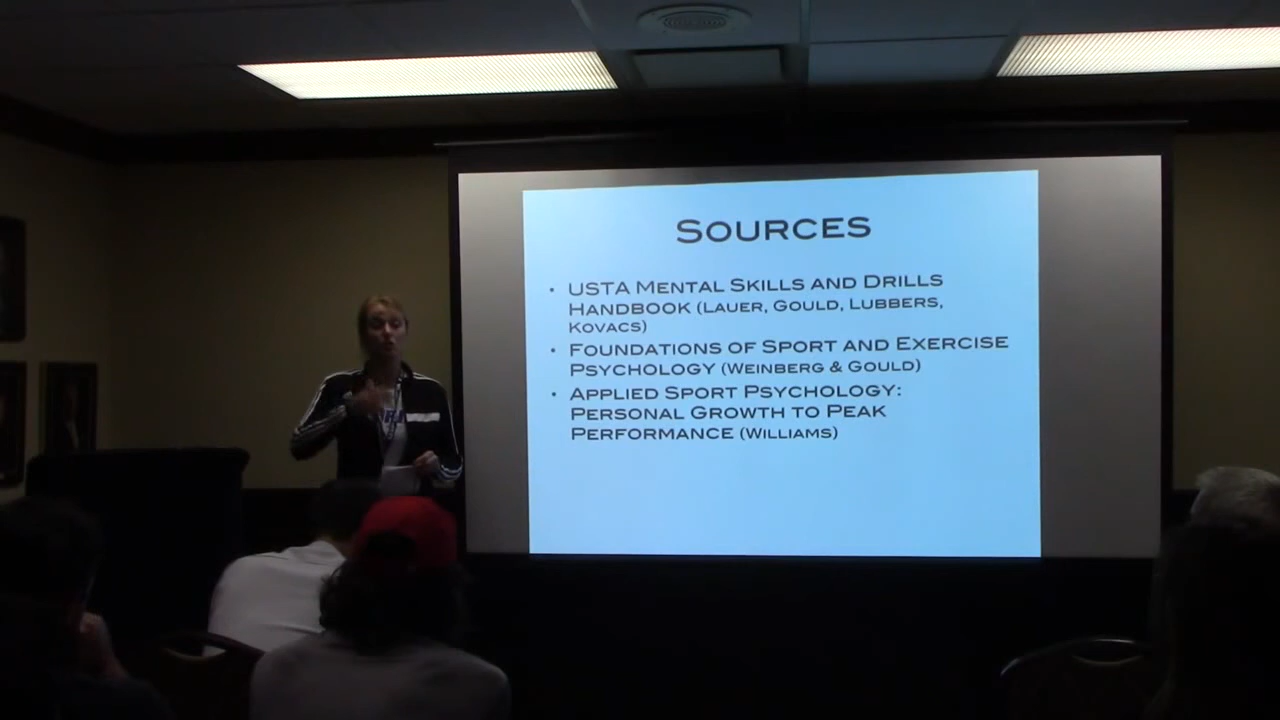 SOURCES
• USTA MENTAL SKILLS AND DRILLS
HANDBOOK (LAUER, GOULD, LUBBERS,
KOVACS)
• FOUNDATIONS OF SPORT AND EXERCISE
PSYCHOLOGY (WEINBERG & GOULD)
• APPLIED SPORT PSYCHOLOGY:
PERSONAL GROWTH TO PEAK
PERFORMANCE (WILLIAMS)